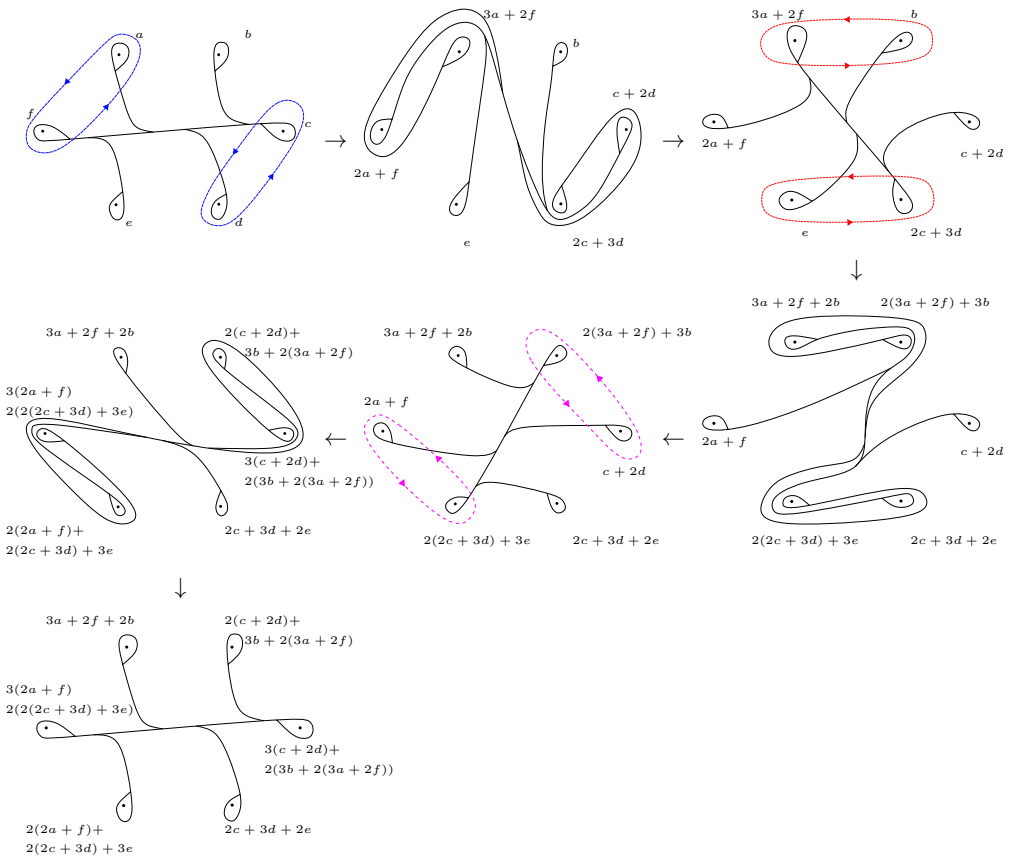 a
b
f
c
e
d
3a + 2f
b
c + 2d
2a + f
e
2c + 3d
3a + 2f
b
2a + f
c + 2d
e
2c + 3d
3a + 2f + 2b
2(3a + 2f) + 3b
2a + f
c + 2d
2(2c + 3d) + 3e
2c + 3d + 2e
3a + 2f + 2b
2(3a + 2f) + 3b
2a + f
c + 2d
2(2c + 3d) + 3e
2c + 3d + 2e
3a + 2f + 2b
2(c + 2d)+
3b + 2(3a + 2f)
3(2a + f)
2(2(2c + 3d) + 3e)
3(c + 2d)+
2(3b + 2(3a + 2f))
2(2a + f)+
2(2c + 3d) + 3e
2c + 3d + 2e
3a + 2f + 2b
2(c + 2d)+
3b + 2(3a + 2f)
3(2a + f)
2(2(2c + 3d) + 3e)
3(c + 2d)+
2(3b + 2(3a + 2f))
2(2a + f)+
2(2c + 3d) + 3e
2c + 3d + 2e